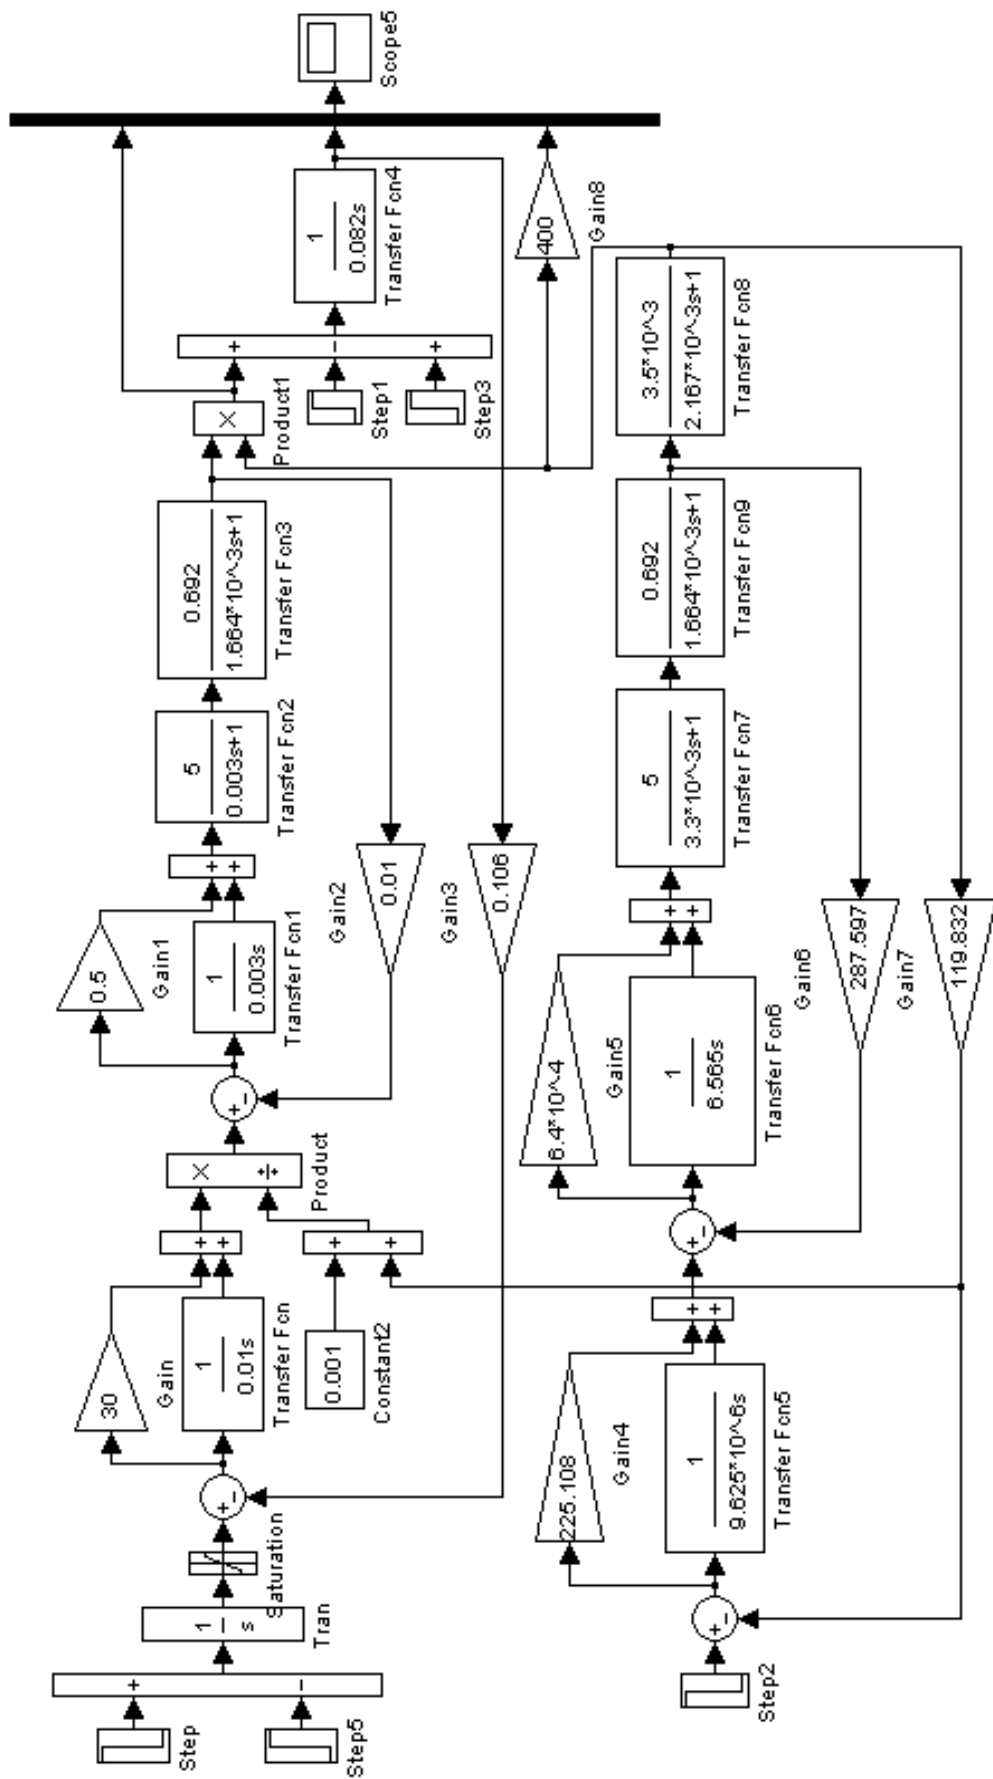 Step
+
-
Step5
1
s
Tran
Saturation
+
-
30
Gain
1
0.01s
Transfer Fcn
+
+
0.001
Constant2
+
+
×
÷
Product
+
-
0.5
Gain1
1
0.003s
Transfer Fcn1
+
+
5
0.003s+1
Transfer Fcn2
0.692
1.664*10^-3s+1
Transfer Fcn3
0.01
Gain2
0.106
Gain3
×
Product1
Step1
Step3
+
-
+
1
0.082s
Transfer Fcn4
Scope5
400
Gain8
Step2
+
-
225.108
Gain4
1
9.625*10^-6s
Transfer Fcn5
+
+
+
-
6.4*10^-4
Gain5
1
6.565s
Transfer Fcn6
+
+
5
3.3*10^-3s+1
Transfer Fcn7
0.692
1.664*10^-3s+1
Transfer Fcn9
3.5*10^-3
2.167*10^-3s+1
Transfer Fcn8
287.597
Gain6
119.832
Gain7